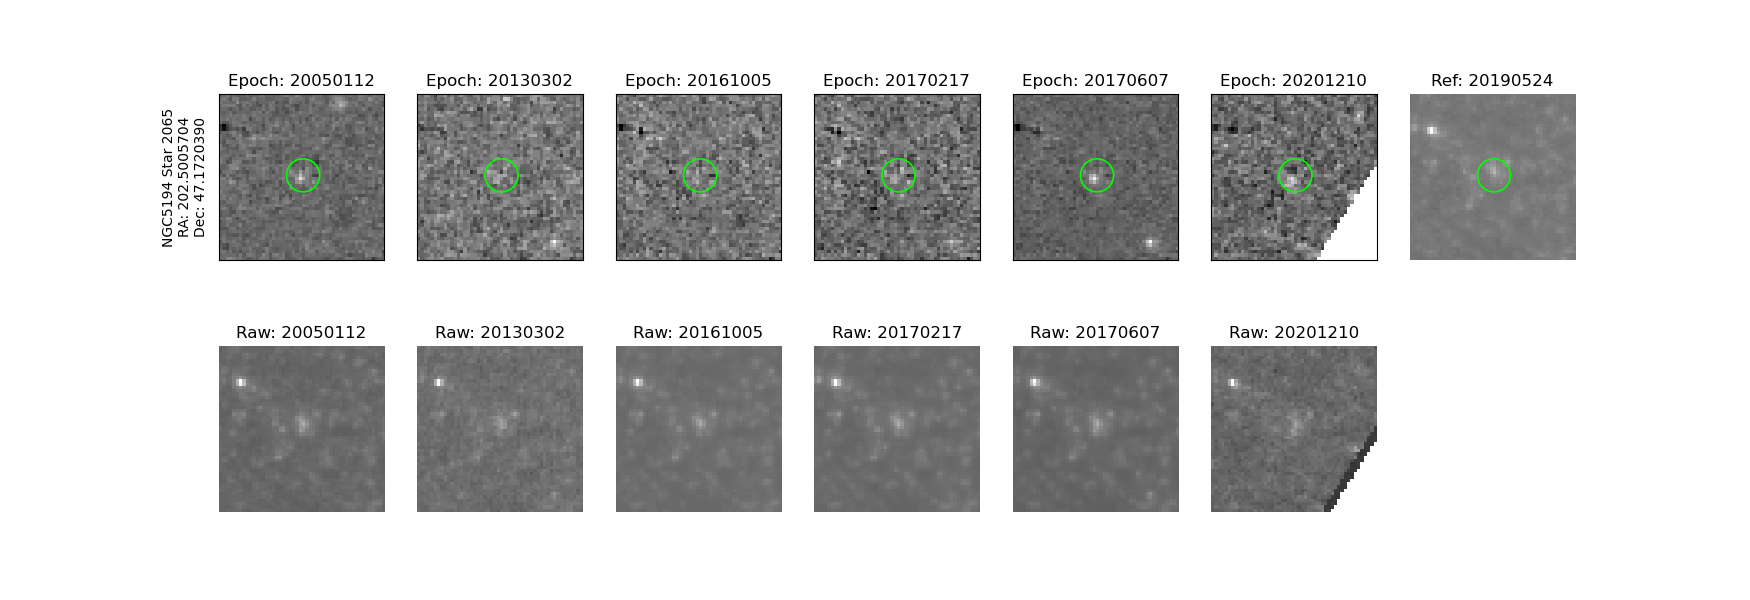 Epoch: 20050112
Epoch: 20130302
Epoch: 20161005
Epoch: 20170217
Epoch: 20170607
Epoch: 20201210
Ref: 20190524
NGC5194 Star 2065
RA: 202.5005704
Dec: 47.1720390
Raw: 20050112
Raw: 20130302
Raw: 20161005
Raw: 20170217
Raw: 20170607
Raw: 20201210